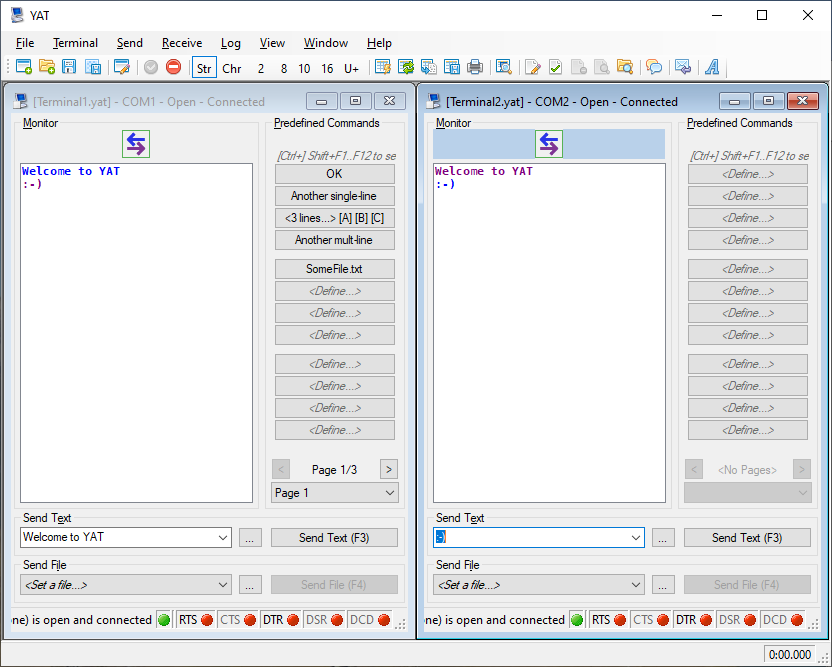 YAT
File Terminal Send Receive Log View Window Help
Str Chr 2 8 10 16 U+
[Terminal1.yat] - COM1 - Open - Connected
Monitor
Welcome to YAT
:-)
Predefined Commands
[Ctrl+] Shift+F1..F12 to se
OK
Another single-line
<3 lines...> [A] [B] [C]
Another mult-line
SomeFile.txt
<Define...>
<Define...>
<Define...>
<Define...>
<Define...>
<Define...>
<Define...>
< Page 1/3 >
Page 1
Send Text
Welcome to YAT ... Send Text (F3)
Send File
<Set a file...> ... Send File (F4)
one) is open and connected RTS CTS DTR DSR DCD
[Terminal2.yat] - COM2 - Open - Connected
Monitor
Welcome to YAT
:-)
Predefined Commands
[Ctrl+] Shift+F1..F12 to se
<Define...>
<Define...>
<Define...>
<Define...>
<Define...>
<Define...>
<Define...>
<Define...>
<Define...>
<Define...>
<Define...>
<Define...>
< <No Pages> >
Send Text
:-) ... Send Text (F3)
Send File
<Set a file...> ... Send File (F4)
one) is open and connected RTS CTS DTR DSR DCD
0:00.000